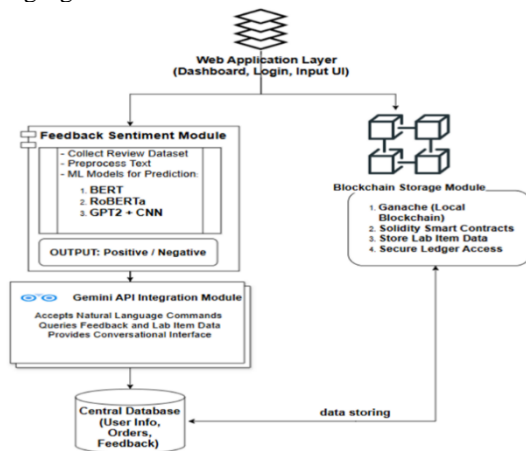 Web Application Layer
(Dashboard, Login, Input UI)
Feedback Sentiment Module
- Collect Review Dataset
- Preprocess Text
- ML Models for Prediction:
1. BERT
2. RoBERTa
3. GPT2 + CNN
OUTPUT: Positive / Negative
Blockchain Storage Module
1. Ganache (Local
Blockchain)
2. Solidity Smart Contracts
3. Store Lab Item Data
4. Secure Ledger Access
Gemini API Integration Module
Accepts Natural Language Commands
Queries Feedback and Lab Item Data
Provides Conversational Interface
Central Database
(User Info,
Orders,
Feedback)
data storing